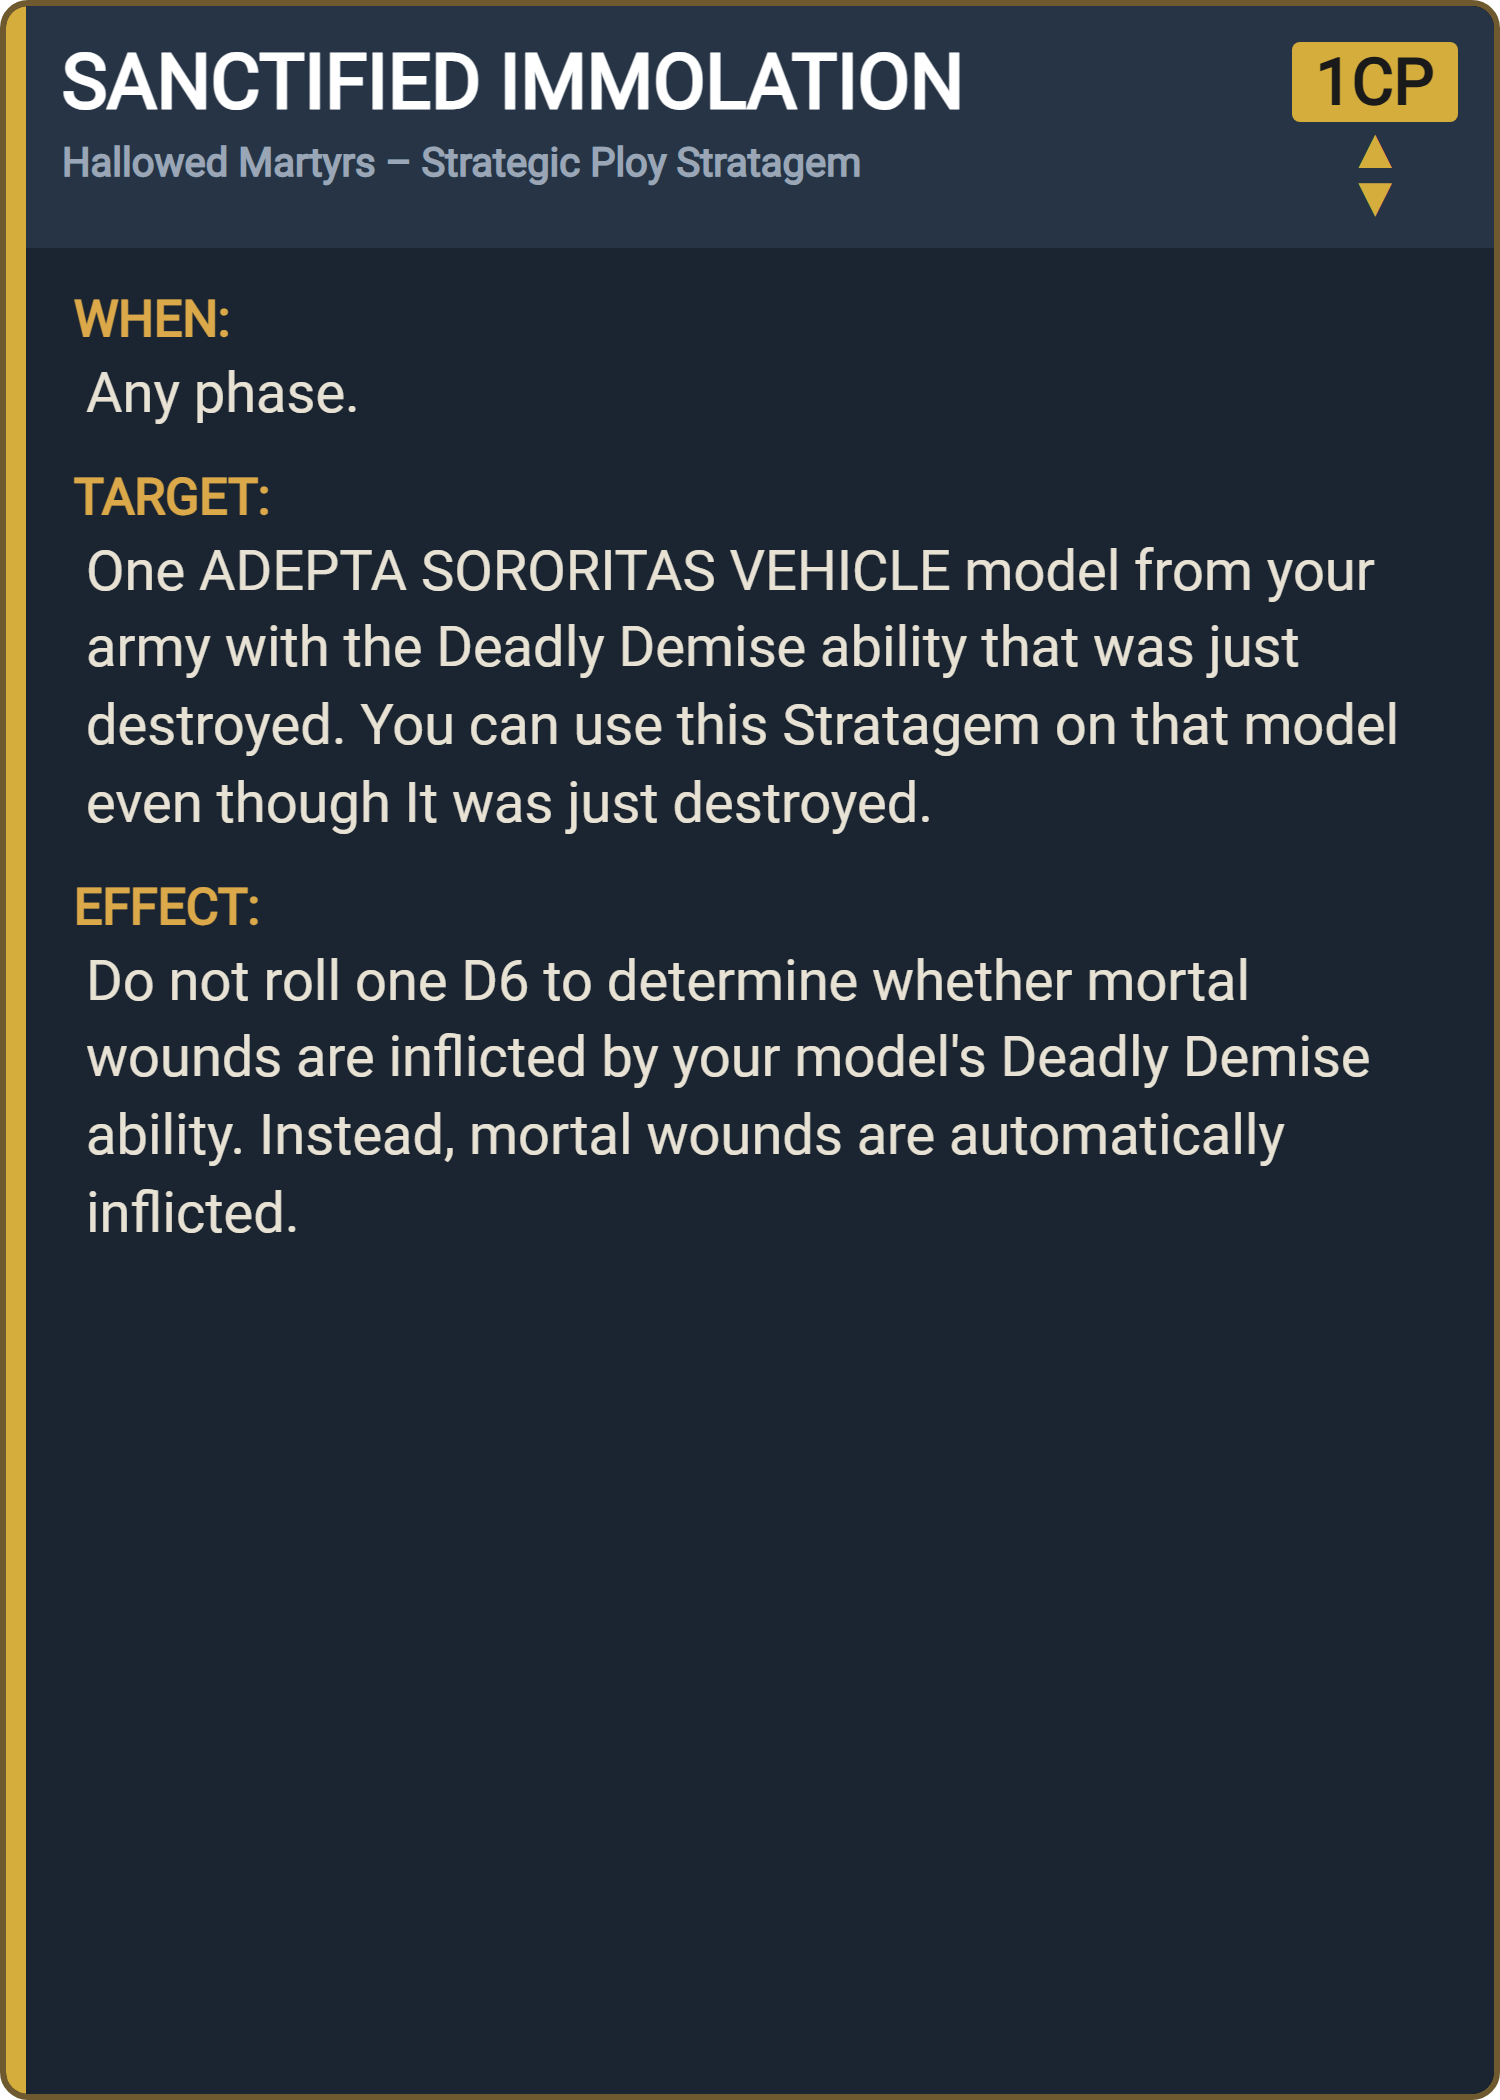 SANCTIFIED IMMOLATION
1CP
Hallowed Martyrs – Strategic Ploy Stratagem
WHEN:
Any phase.
TARGET:
One ADEPTA SORORITAS VEHICLE model from your
army with the Deadly Demise ability that was just
destroyed. You can use this Stratagem on that model
even though It was just destroyed.
EFFECT:
Do not roll one D6 to determine whether mortal
wounds are inflicted by your model's Deadly Demise
ability. Instead, mortal wounds are automatically
inflicted.